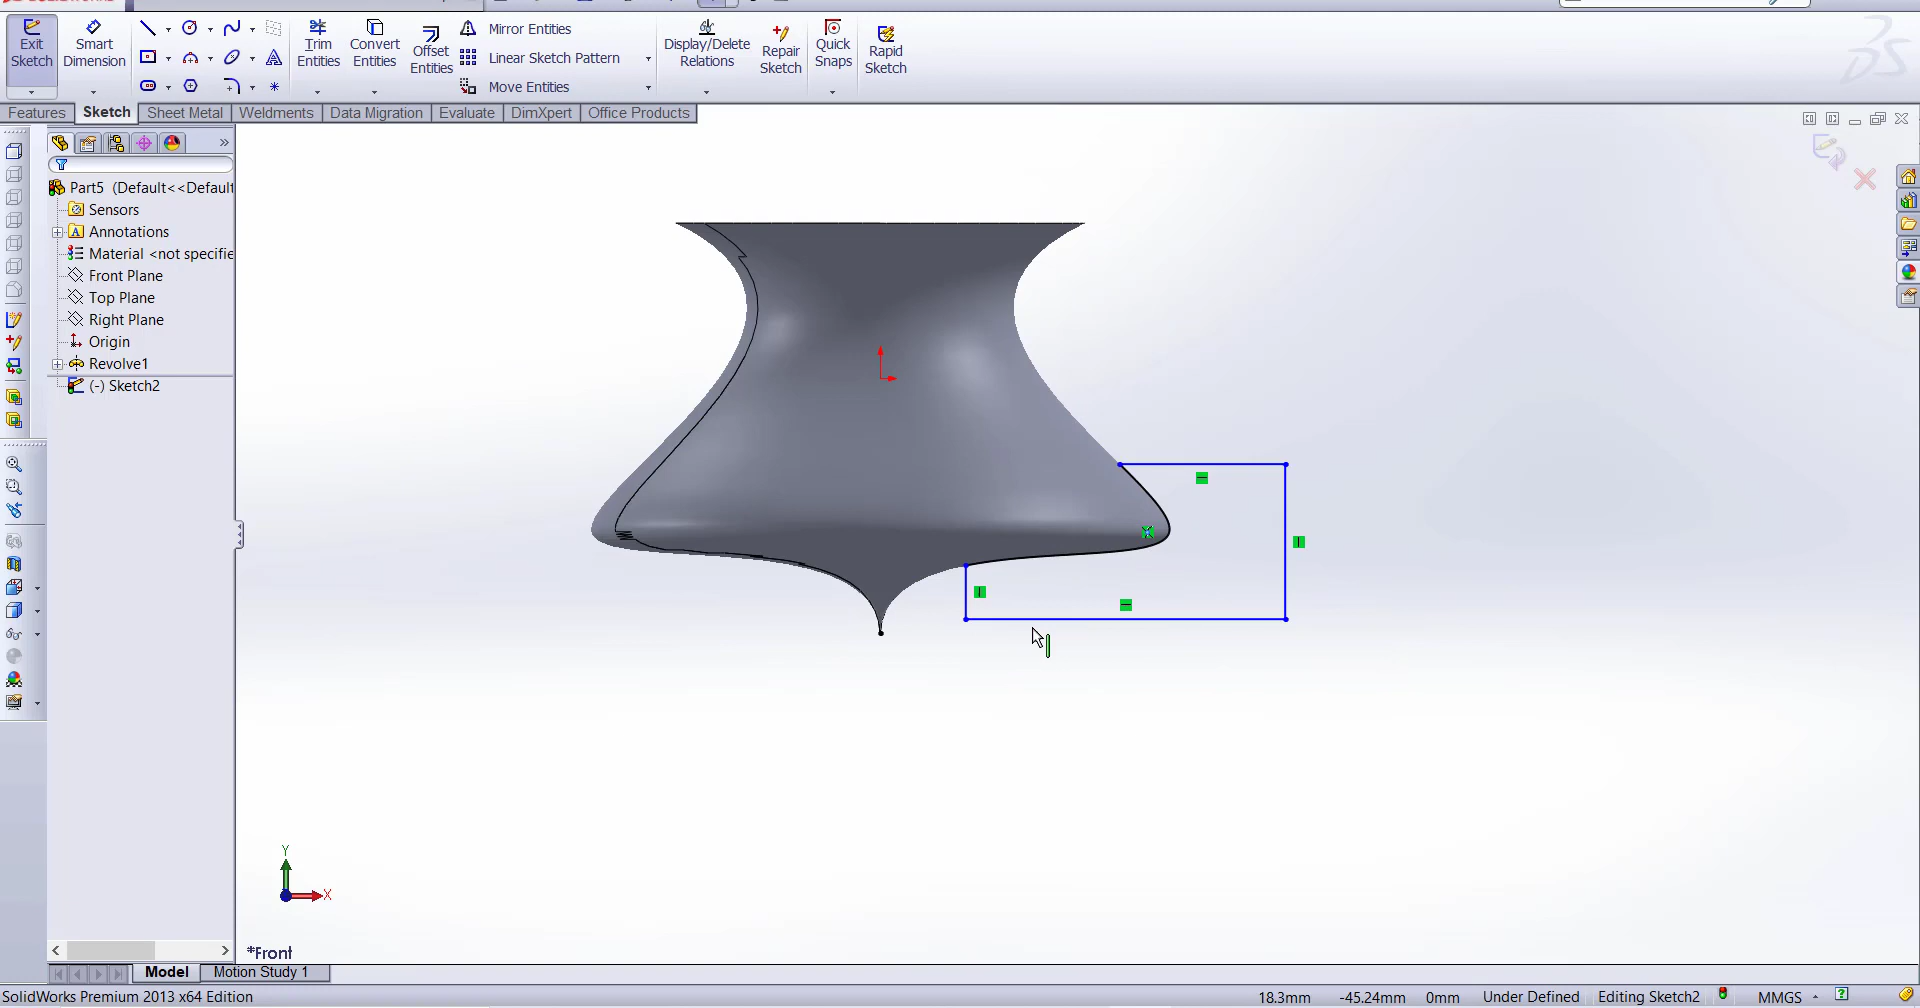 Exit Sketch
Smart Dimension
Trim Entities
Convert Entities
Offset Entities
Mirror Entities
Linear Sketch Pattern
Move Entities
Display/Delete Relations
Repair Sketch
Quick Snaps
Rapid Sketch
Features
Sketch
Sheet Metal
Weldments
Data Migration
Evaluate
DimXpert
Office Products
Part5 (Default<<Default
Sensors
Annotations
Material <not specifie
Front Plane
Top Plane
Right Plane
Origin
Revolve1
(-) Sketch2
Y
X
*Front
Model
Motion Study 1
SolidWorks Premium 2013 x64 Edition
18.3mm
-45.24mm
0mm
Under Defined
Editing Sketch2
MMGS